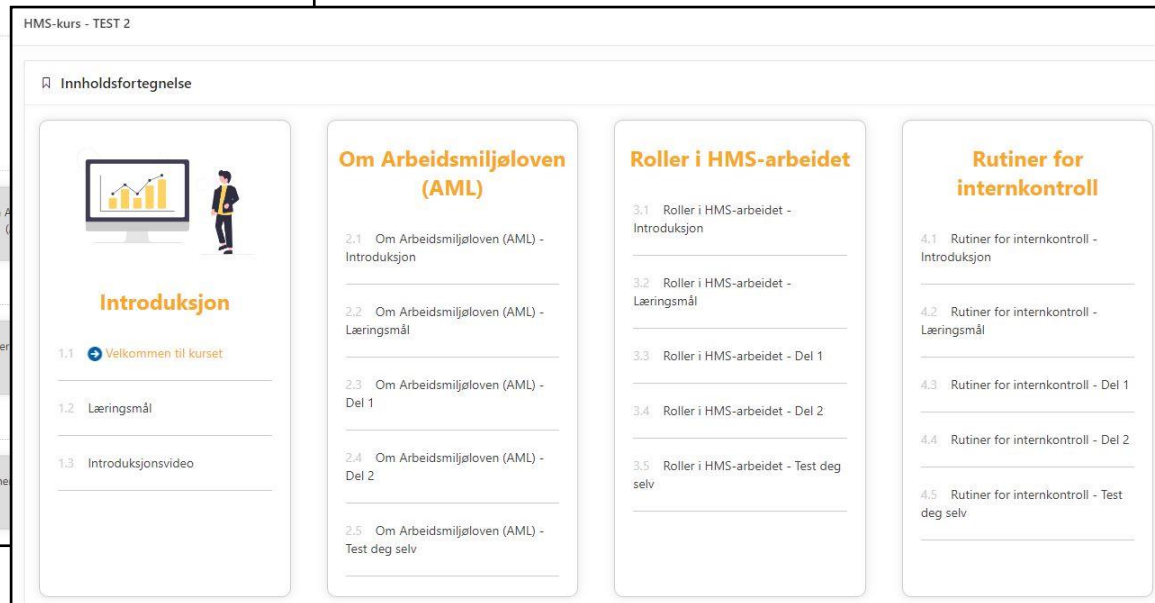 HMS-kurs - TEST 2
Innholdsfortegnelse
Introduksjon
1.1 Velkommen til kurset
1.2 Læringsmål
1.3 Introduksjonsvideo
Om Arbeidsmiljøloven
(AML)
2.1 Om Arbeidsmiljøloven (AML) -
Introduksjon
2.2 Om Arbeidsmiljøloven (AML) -
Læringsmål
2.3 Om Arbeidsmiljøloven (AML) -
Del 1
2.4 Om Arbeidsmiljøloven (AML) -
Del 2
2.5 Om Arbeidsmiljøloven (AML) -
Test deg selv
Roller i HMS-arbeidet
3.1 Roller i HMS-arbeidet -
Introduksjon
3.2 Roller i HMS-arbeidet -
Læringsmål
3.3 Roller i HMS-arbeidet - Del 1
3.4 Roller i HMS-arbeidet - Del 2
3.5 Roller i HMS-arbeidet - Test deg
selv
Rutiner for
internkontroll
4.1 Rutiner for internkontroll -
Introduksjon
4.2 Rutiner for internkontroll -
Læringsmål
4.3 Rutiner for internkontroll - Del 1
4.4 Rutiner for internkontroll - Del 2
4.5 Rutiner for internkontroll - Test
deg selv